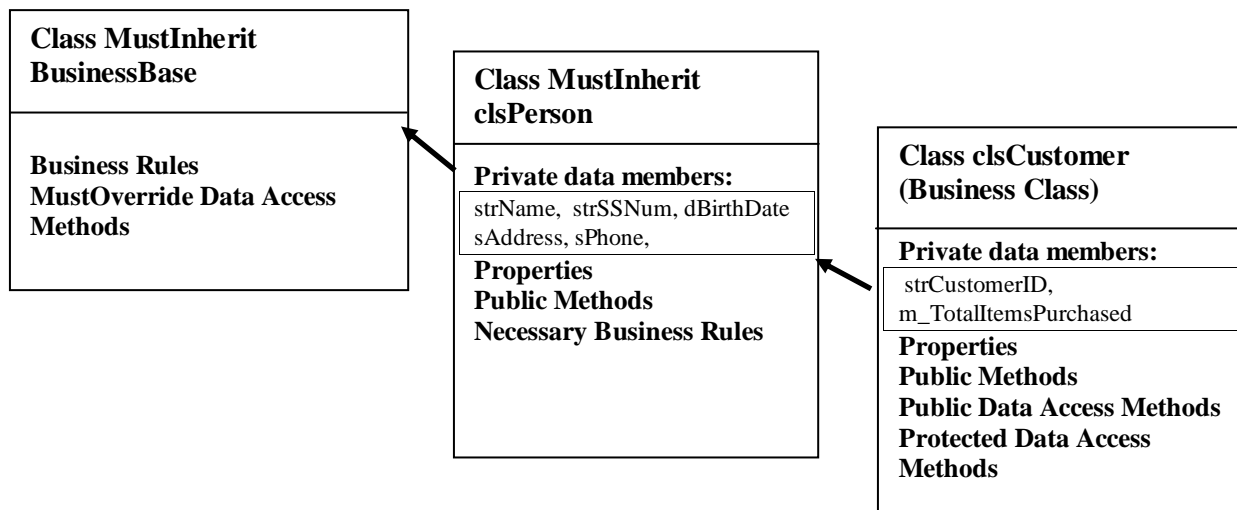 Class MustInherit
BusinessBase
Business Rules
MustOverride Data Access
Methods
Class MustInherit
clsPerson
Private data members:
strName,  strSSNum, dBirthDate
sAddress, sPhone,
Properties
Public Methods
Necessary Business Rules
Class clsCustomer
(Business Class)
Private data members:
strCustomerID,
m_TotalItemsPurchased
Properties
Public Methods
Public Data Access Methods
Protected Data Access
Methods